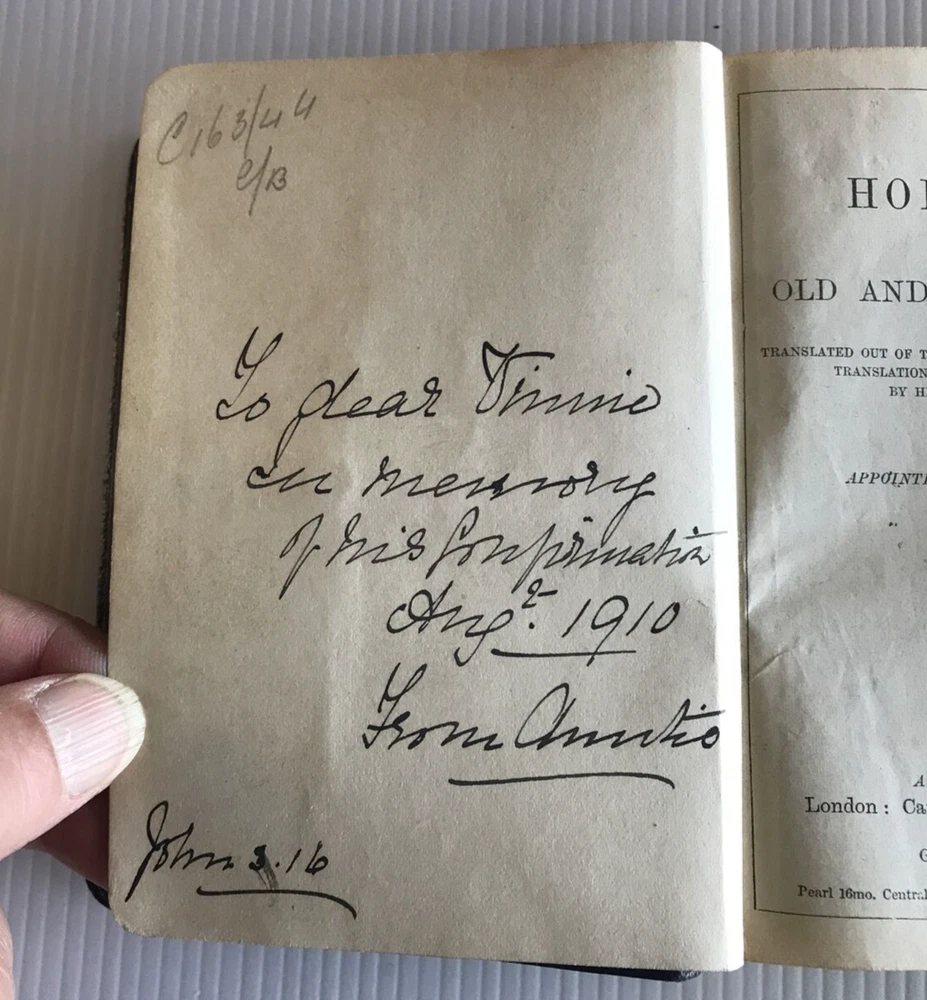 C163/44
C/B
To dear Vinnie
in memory
of his Confirmation
Augt. 1910
From Auntie
John 3.16
HO
OLD AND
TRANSLATED OUT OF T
TRANSLATION
BY H
APPOINT
London: Ca
Pearl 16mo. Central